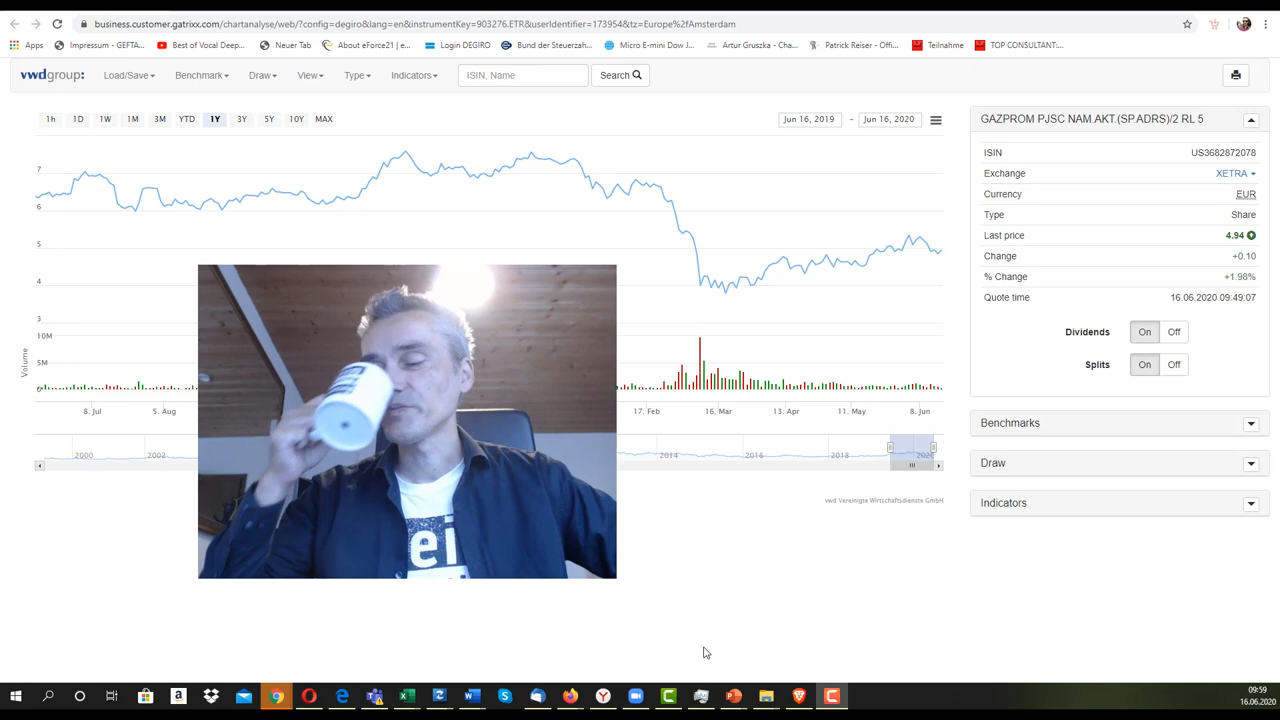 business.customer.gatrixx.com/chartanalyse/web/?config=degiro&lang=en&instrumentKey=903276.ETR&userIdentifier=173954&tz=Europe%2fAmsterdam
Apps Impressum - GEFTA... Best of Vocal Deep... Neuer Tab About eForce21 | e... Login DEGIRO Bund der Steuerzah... Micro E-mini Dow J... Artur Gruszka - Cha... Patrick Reiser - Offi... Teilnahme TOP CONSULTANT:...
vwdgroup: Load/Save Benchmark Draw View Type Indicators ISIN, Name Search
1h 1D 1W 1M 3M YTD 1Y 3Y 5Y 10Y MAX Jun 16, 2019 – Jun 16, 2020
7
6
5
4
3
10M
5M
0
Volume
8. Jul 5. Aug 17. Feb 16. Mar 13. Apr 11. May 8. Jun
2000 2002 2014 2016 2018
vwd Vereinigte Wirtschaftsdienste GmbH
ei
GAZPROM PJSC NAM.AKT.(SP.ADRS)/2 RL 5
ISIN US3682872078
Exchange XETRA
Currency EUR
Type Share
Last price 4.94
Change +0.10
% Change +1.98%
Quote time 16.06.2020 09:49:07
Dividends On Off
Splits On Off
Benchmarks
Draw
Indicators
09:59
16.06.2020